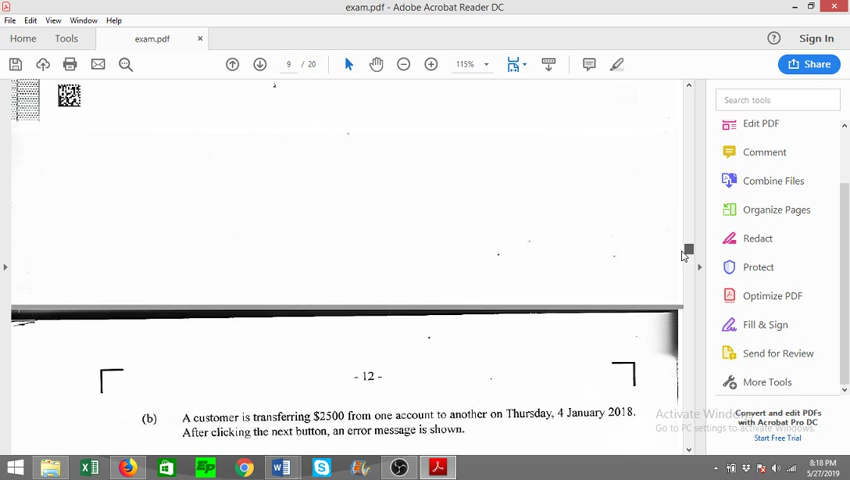 exam.pdf - Adobe Acrobat Reader DC
File Edit View Window Help
Home Tools exam.pdf × Sign In
9 / 20 115% Share
Search tools
Edit PDF
Comment
Combine Files
Organize Pages
Redact
Protect
Optimize PDF
Fill & Sign
Send for Review
More Tools
Convert and edit PDFs
with Acrobat Pro DC
Start Free Trial
- 12 -
(b) A customer is transferring $2500 from one account to another on Thursday, 4 January 2018.
After clicking the next button, an error message is shown.
Activate Windows
Go to PC settings to activate Windows.
8:18 PM
5/27/2019